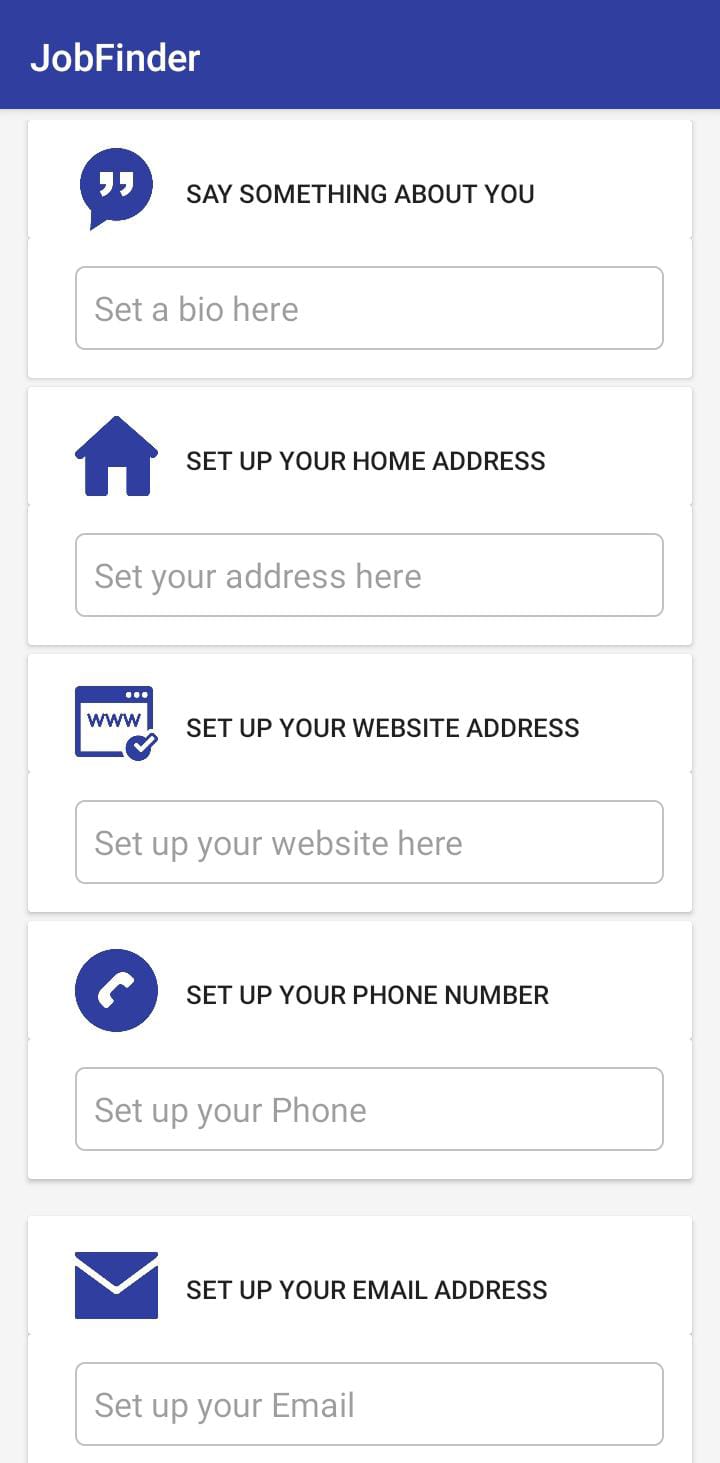 JobFinder
SAY SOMETHING ABOUT YOU
Set a bio here
SET UP YOUR HOME ADDRESS
Set your address here
WWW
SET UP YOUR WEBSITE ADDRESS
Set up your website here
SET UP YOUR PHONE NUMBER
Set up your Phone
SET UP YOUR EMAIL ADDRESS
Set up your Email